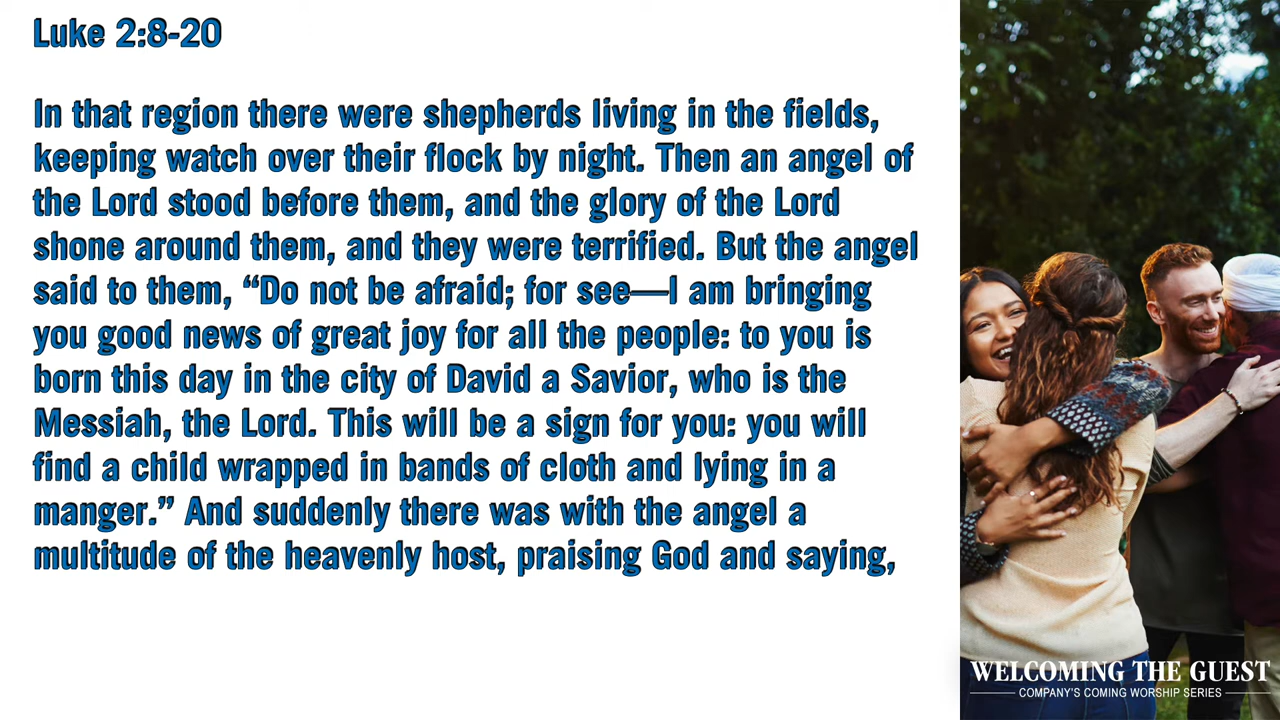 Luke 2:8-20
In that region there were shepherds living in the fields,
keeping watch over their flock by night. Then an angel of
the Lord stood before them, and the glory of the Lord
shone around them, and they were terrified. But the angel
said to them, “Do not be afraid; for see—I am bringing
you good news of great joy for all the people: to you is
born this day in the city of David a Savior, who is the
Messiah, the Lord. This will be a sign for you: you will
find a child wrapped in bands of cloth and lying in a
manger.” And suddenly there was with the angel a
multitude of the heavenly host, praising God and saying,
WELCOMING THE GUEST
COMPANY'S COMING WORSHIP SERIES